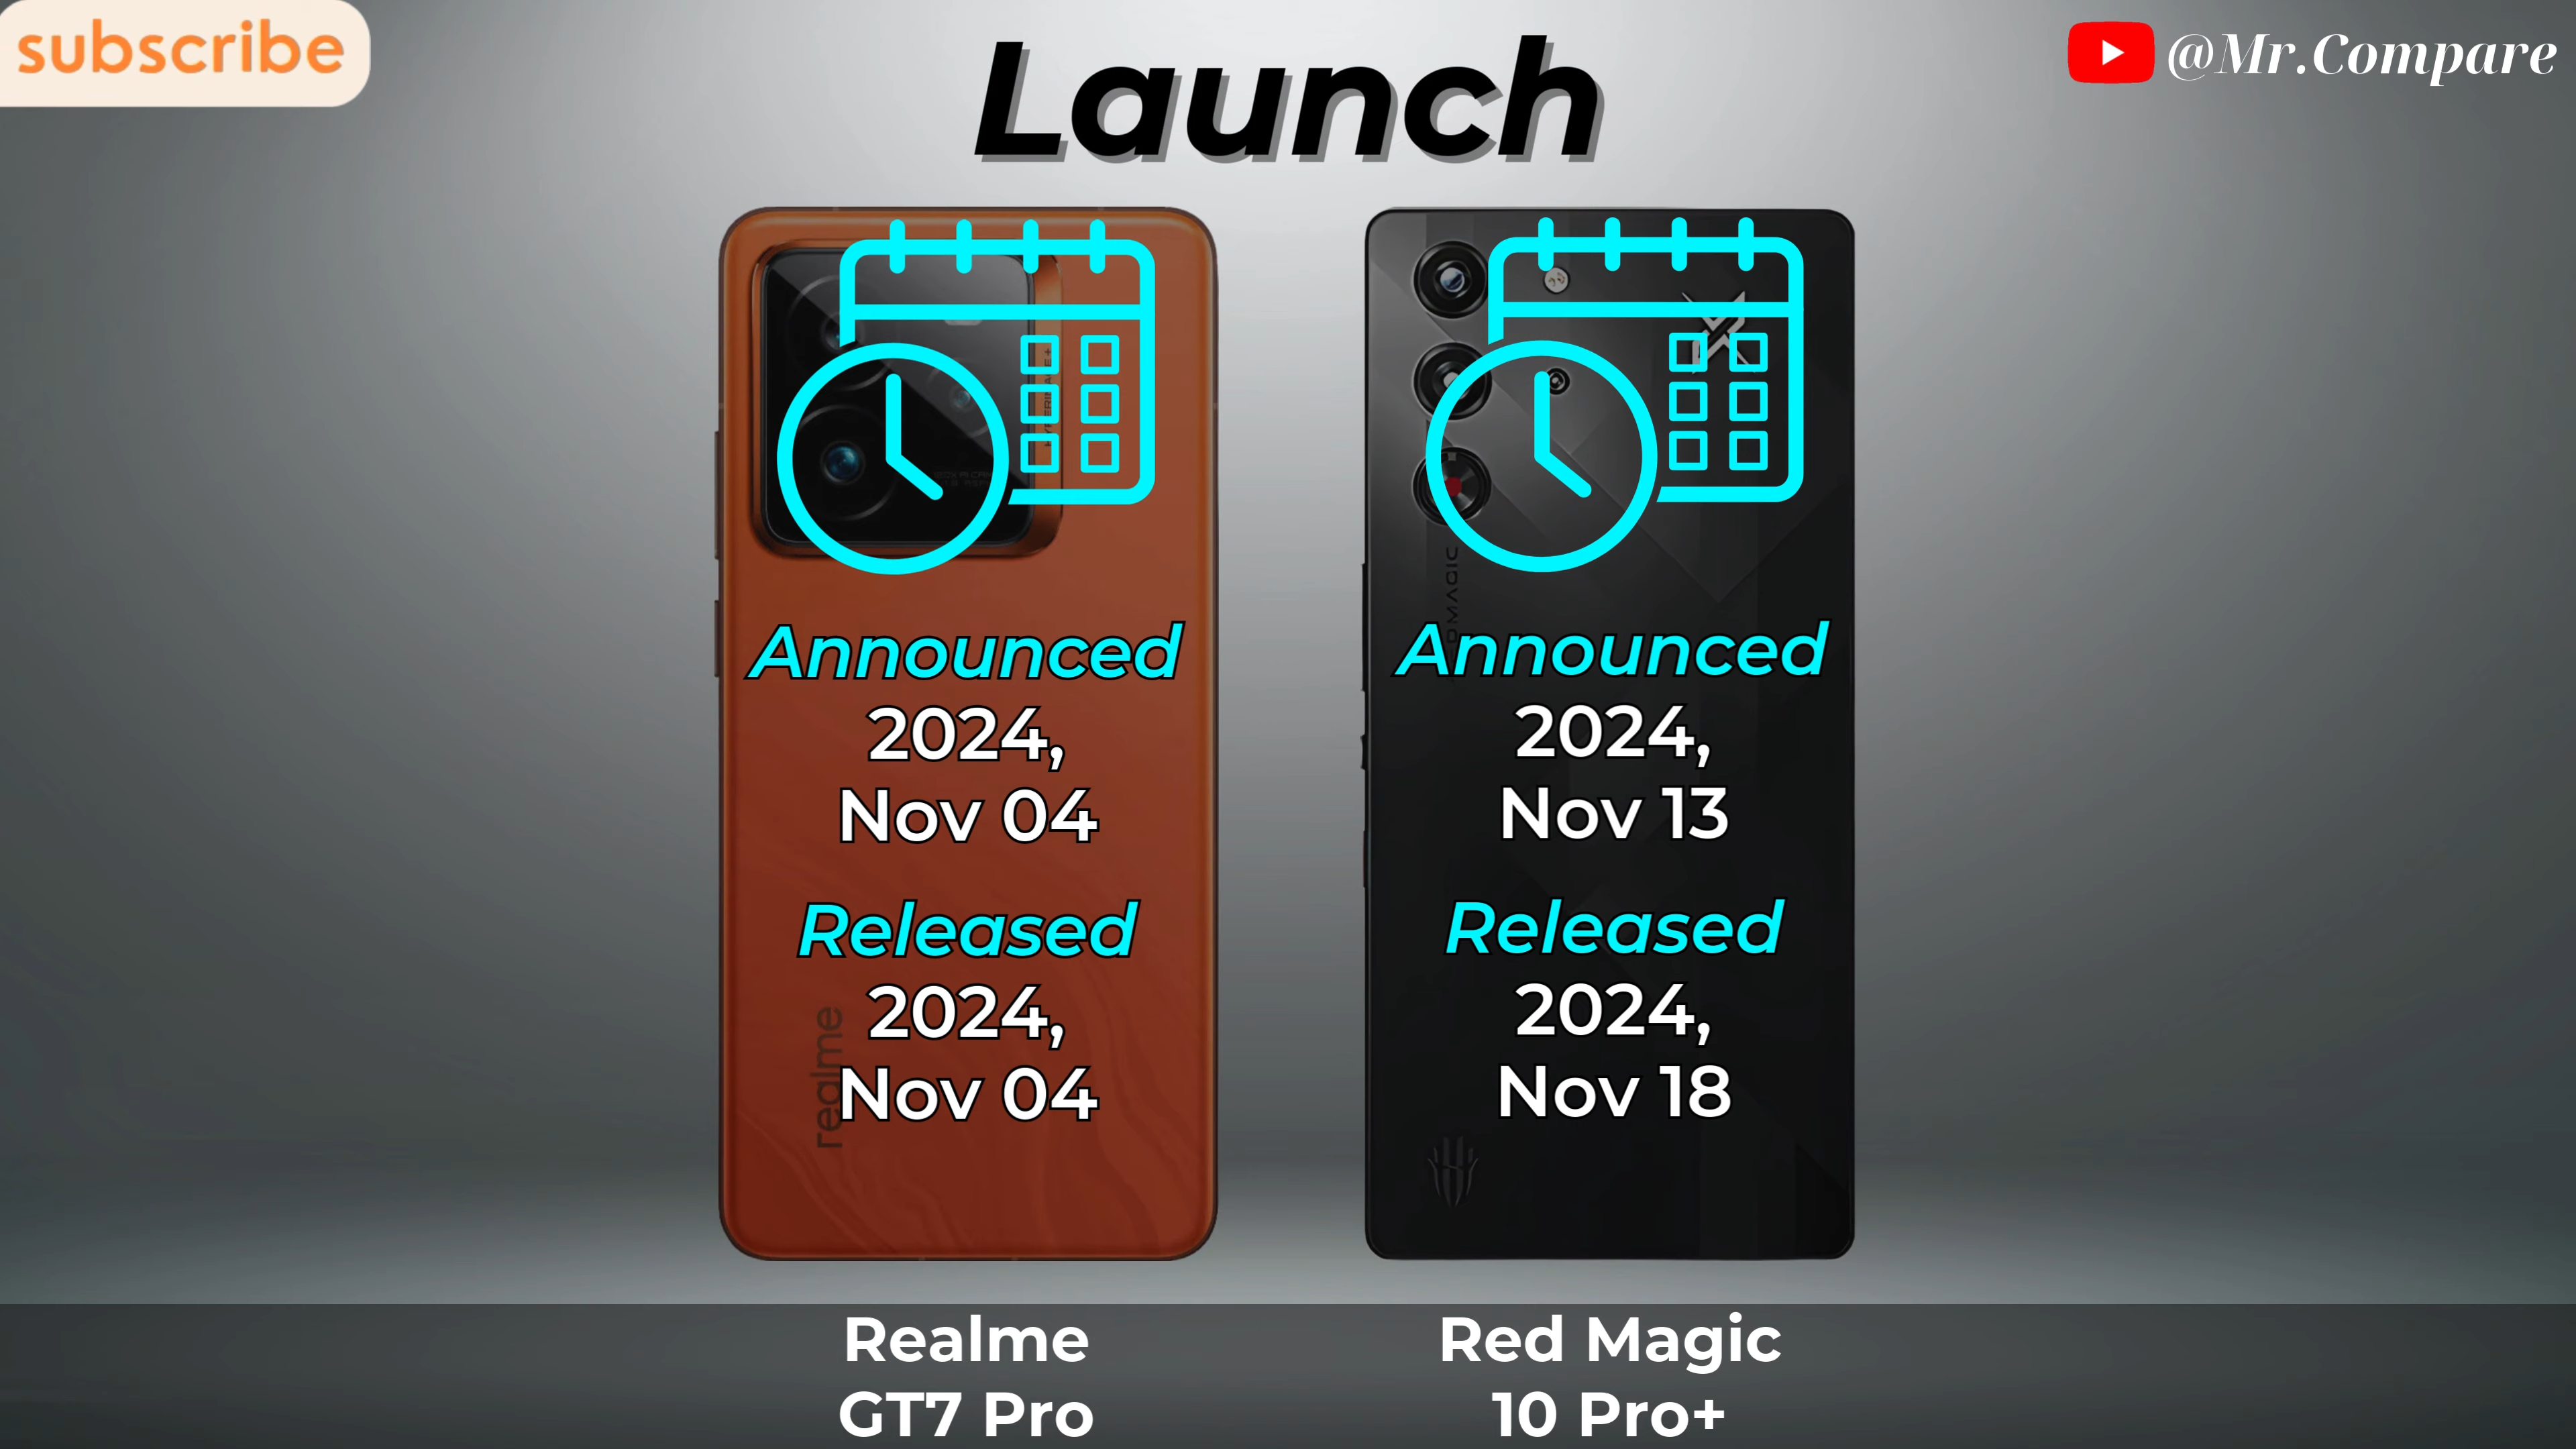 subscribe
Launch
@Mr.Compare
Announced
2024,
Nov 04
Released
2024,
Nov 04
realme
Announced
2024,
Nov 13
Released
2024,
Nov 18
Realme
GT7 Pro
Red Magic
10 Pro+